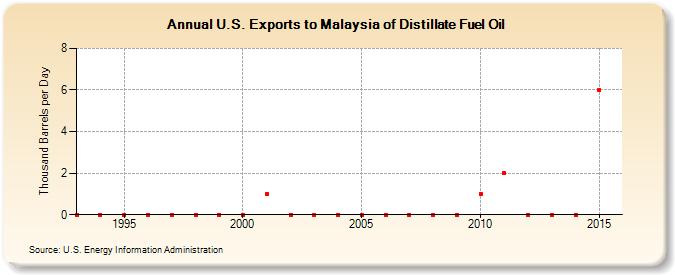 Annual U.S. Exports to Malaysia of Distillate Fuel Oil
Thousand Barrels per Day
8
6
4
2
0
1995 2000 2005 2010 2015
Source: U.S. Energy Information Administration